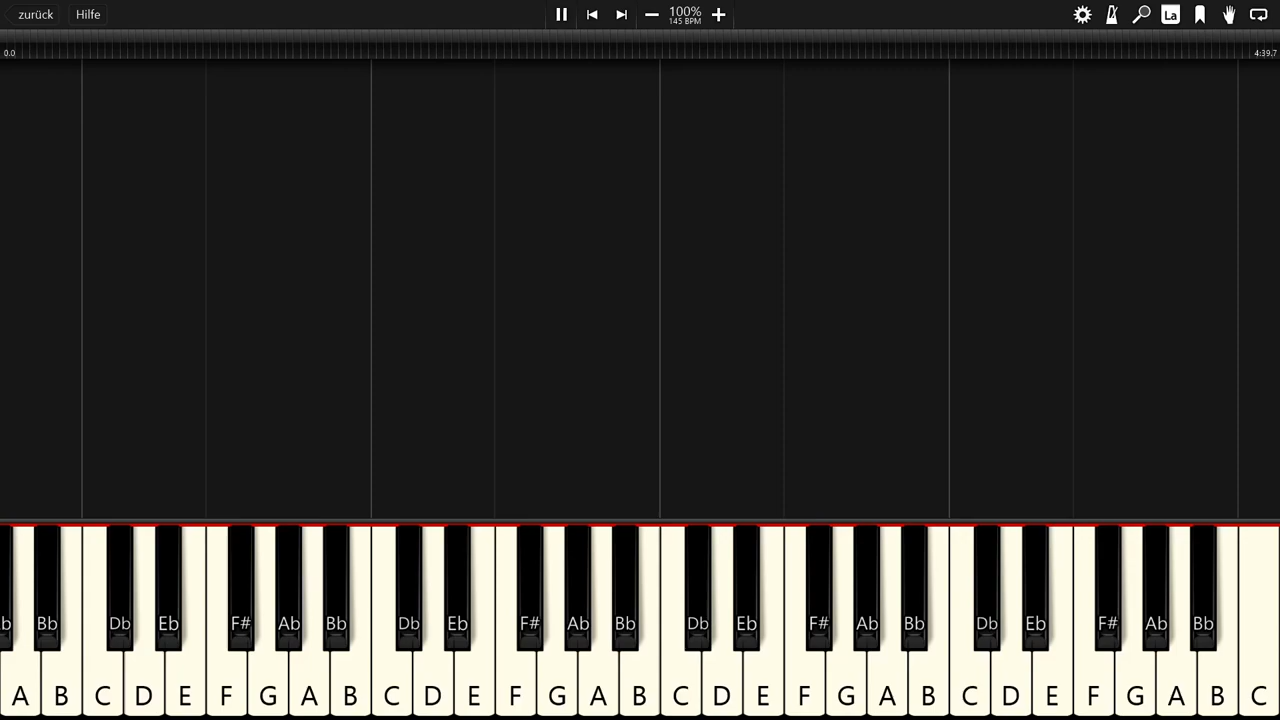 zurück Hilfe 100% La
145 BPM
0.0 4:39.7
b Bb Db Eb F# Ab Bb Db Eb F# Ab Bb Db Eb F# Ab Bb Db Eb F# Ab Bb
A B C D E F G A B C D E F G A B C D E F G A B C D E F G A B C